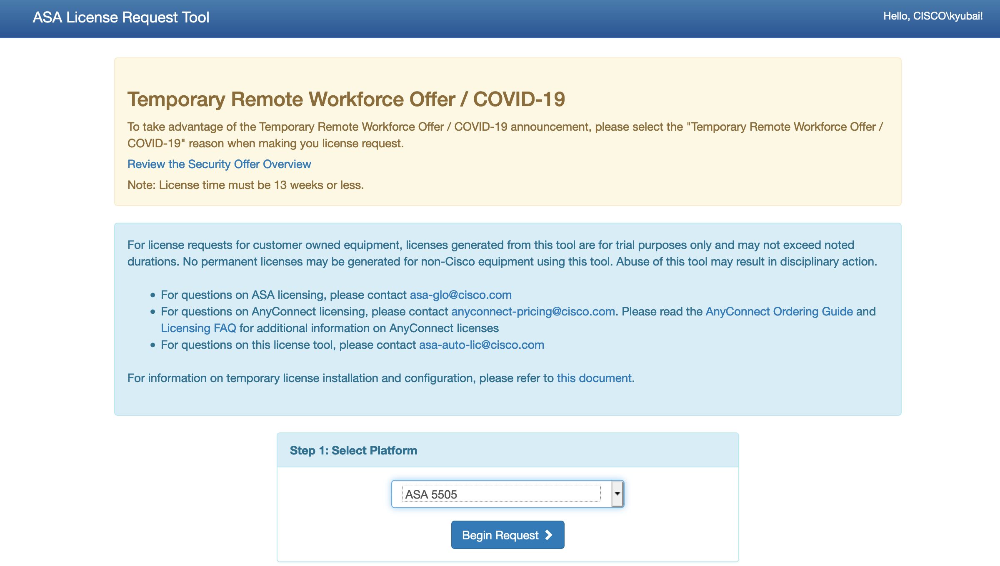 ASA License Request Tool
Hello, CISCO\kyubai!
Temporary Remote Workforce Offer / COVID-19
To take advantage of the Temporary Remote Workforce Offer / COVID-19 announcement, please select the "Temporary Remote Workforce Offer /
COVID-19" reason when making you license request.
Review the Security Offer Overview
Note: License time must be 13 weeks or less.
For license requests for customer owned equipment, licenses generated from this tool are for trial purposes only and may not exceed noted
durations. No permanent licenses may be generated for non-Cisco equipment using this tool. Abuse of this tool may result in disciplinary action.
• For questions on ASA licensing, please contact asa-glo@cisco.com
• For questions on AnyConnect licensing, please contact anyconnect-pricing@cisco.com. Please read the AnyConnect Ordering Guide and
Licensing FAQ for additional information on AnyConnect licenses
• For questions on this license tool, please contact asa-auto-lic@cisco.com
For information on temporary license installation and configuration, please refer to this document.
Step 1: Select Platform
ASA 5505
Begin Request